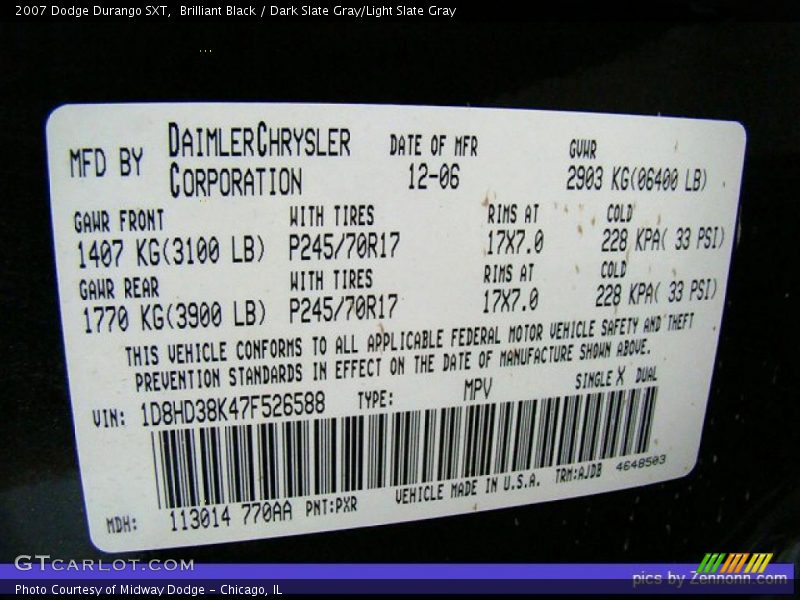 2007 Dodge Durango SXT,  Brilliant Black / Dark Slate Gray/Light Slate Gray
...
MFD BY DAIMLERCHRYSLER CORPORATION DATE OF MFR 12-06 GVWR 2903 KG(06400 LB)
GAWR FRONT WITH TIRES RIMS AT COLD
1407 KG(3100 LB) P245/70R17 17X7.0 228 KPA( 33 PSI)
GAWR REAR WITH TIRES RIMS AT COLD
1770 KG(3900 LB) P245/70R17 17X7.0 228 KPA( 33 PSI)
THIS VEHICLE CONFORMS TO ALL APPLICABLE FEDERAL MOTOR VEHICLE SAFETY AND THEFT
PREVENTION STANDARDS IN EFFECT ON THE DATE OF MANUFACTURE SHOWN ABOVE.
VIN: 1D8HD38K47F526588 TYPE: MPV SINGLE X DUAL
MDH: 113014 770AA PNT:PXR VEHICLE MADE IN U.S.A. TRM:AJDB 4648503
GTCARLOT.COM
pics by Zennonn.com
Photo Courtesy of Midway Dodge - Chicago, IL